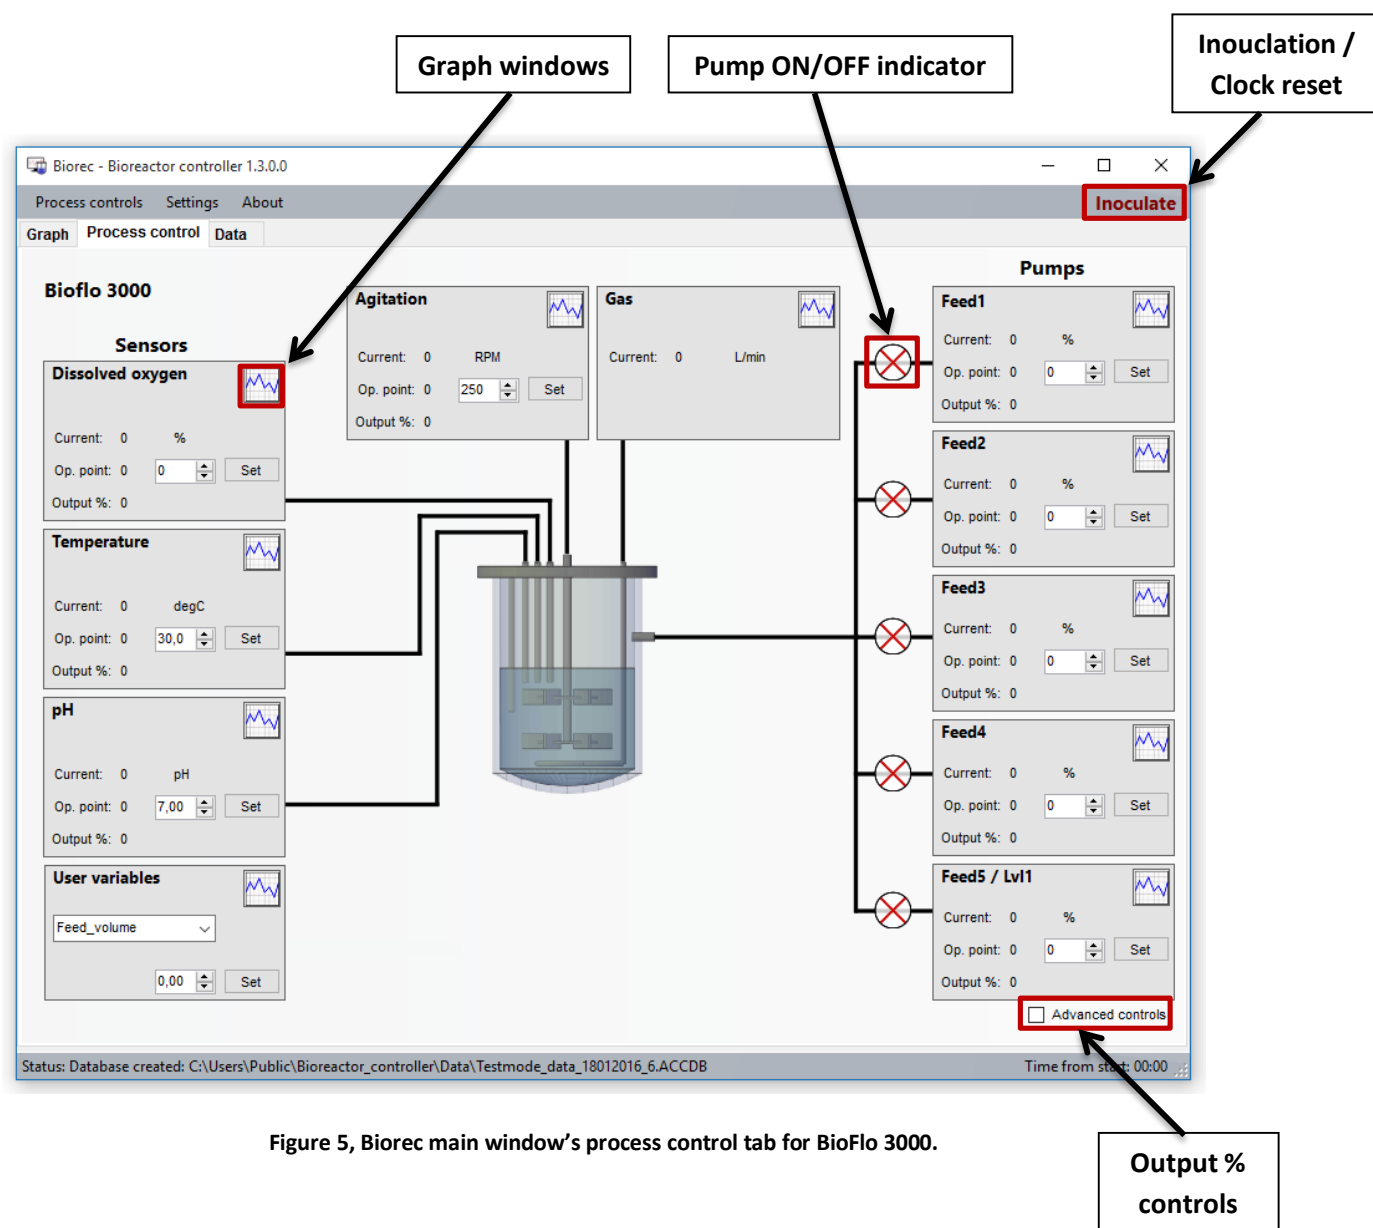 Graph windows
Pump ON/OFF indicator
Inouclation /
Clock reset
Biorec - Bioreactor controller 1.3.0.0
Process controls Settings About
Inoculate
Graph Process control Data
Bioflo 3000
Sensors
Dissolved oxygen
Current: 0 %
Op. point: 0 0 Set
Output %: 0
Temperature
Current: 0 degC
Op. point: 0 30,0 Set
Output %: 0
pH
Current: 0 pH
Op. point: 0 7,00 Set
Output %: 0
User variables
Feed_volume
0,00 Set
Agitation
Current: 0 RPM
Op. point: 0 250 Set
Output %: 0
Gas
Current: 0 L/min
Pumps
Feed1
Current: 0 %
Op. point: 0 0 Set
Output %: 0
Feed2
Current: 0 %
Op. point: 0 0 Set
Output %: 0
Feed3
Current: 0 %
Op. point: 0 0 Set
Output %: 0
Feed4
Current: 0 %
Op. point: 0 0 Set
Output %: 0
Feed5 / Lvl1
Current: 0 %
Op. point: 0 0 Set
Output %: 0
Advanced controls
Status: Database created: C:\Users\Public\Bioreactor_controller\Data\Testmode_data_18012016_6.ACCDB
Time from start: 00:00
Figure 5, Biorec main window's process control tab for BioFlo 3000.
Output %
controls